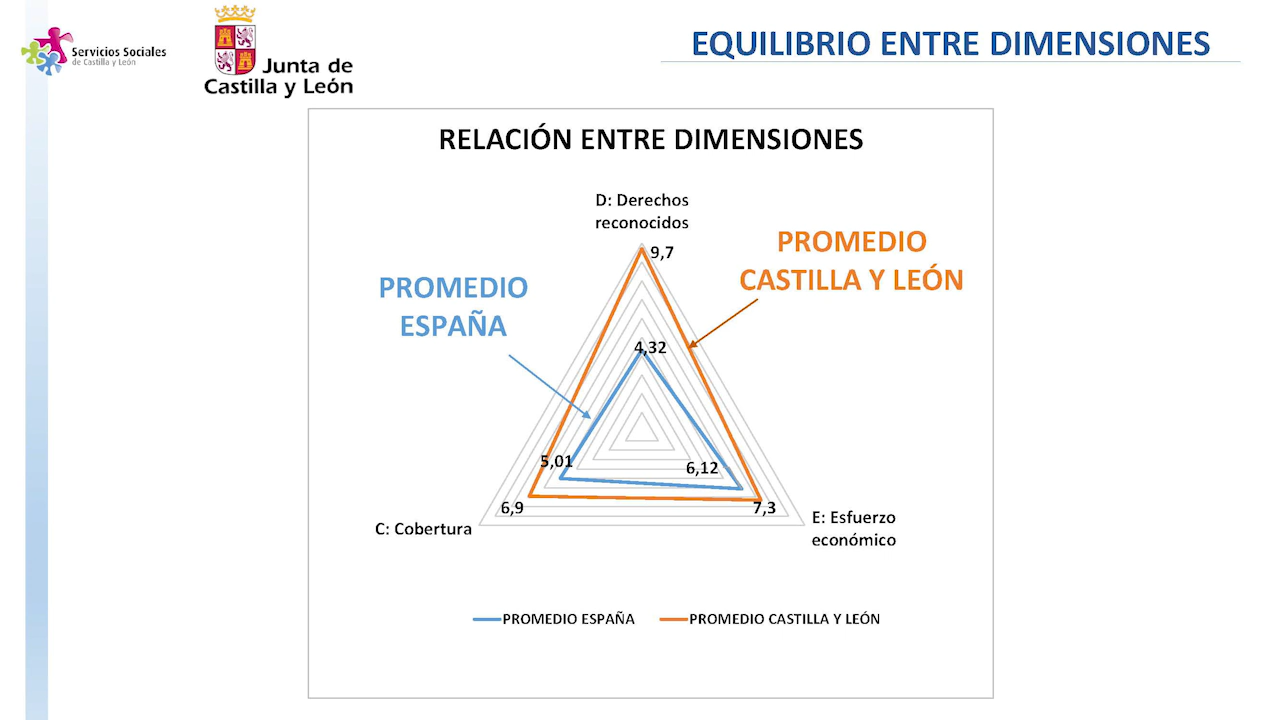 Servicios Sociales
de Castilla y León
Junta de
Castilla y León
EQUILIBRIO ENTRE DIMENSIONES
RELACIÓN ENTRE DIMENSIONES
D: Derechos
reconocidos
9,7
PROMEDIO
CASTILLA Y LEÓN
PROMEDIO
ESPAÑA
4,32
5,01
6,12
6,9
7,3
C: Cobertura
E: Esfuerzo
económico
PROMEDIO ESPAÑA
PROMEDIO CASTILLA Y LEÓN